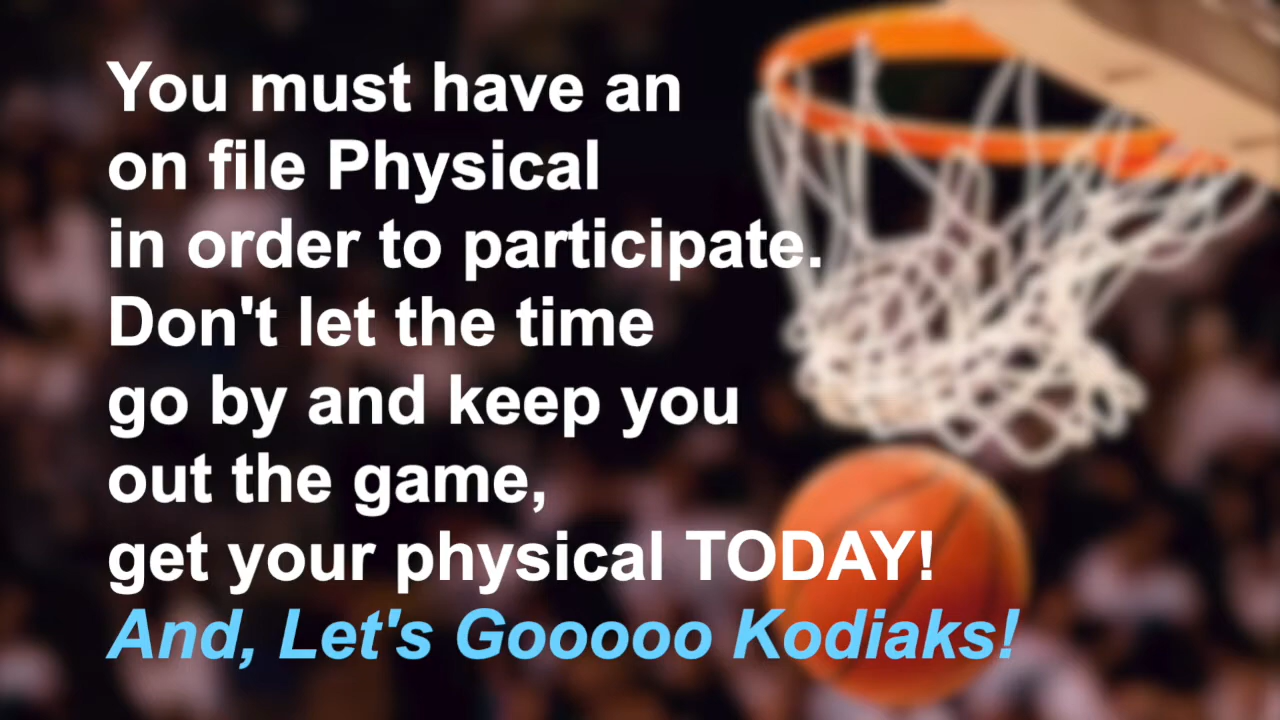 You must have an
on file Physical
in order to participate.
Don't let the time
go by and keep you
out the game,
get your physical TODAY!
And, Let's Gooooo Kodiaks!